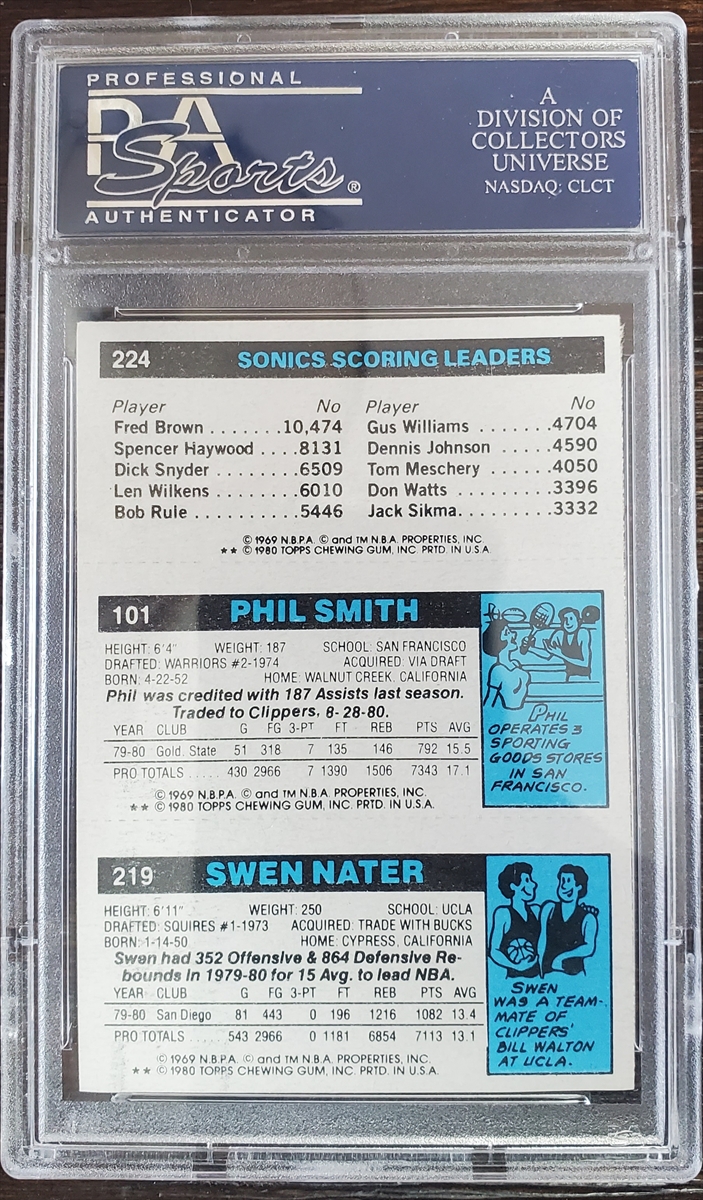 PROFESSIONAL
PSA
Sports®
AUTHENTICATOR
A
DIVISION OF
COLLECTORS
UNIVERSE
NASDAQ: CLCT
224 SONICS SCORING LEADERS
Player No Player No
Fred Brown .......10,474 Gus Williams ......4704
Spencer Haywood ....8131 Dennis Johnson .....4590
Dick Snyder ........6509 Tom Meschery ......4050
Len Wilkens ........6010 Don Watts .........3396
Bob Rule ..........5446 Jack Sikma.........3332
© 1969 N.B.P.A. © and TM N.B.A. PROPERTIES, INC.
★★ © 1980 TOPPS CHEWING GUM, INC. PRTD. IN U.S.A.
101 PHIL SMITH
HEIGHT: 6'4" WEIGHT: 187 SCHOOL: SAN FRANCISCO
DRAFTED: WARRIORS #2-1974 ACQUIRED: VIA DRAFT
BORN: 4-22-52 HOME: WALNUT CREEK, CALIFORNIA
Phil was credited with 187 Assists last season.
Traded to Clippers, 8-28-80.
YEAR CLUB G FG 3-PT FT REB PTS AVG
79-80 Gold. State 51 318 7 135 146 792 15.5
PRO TOTALS ..... 430 2966 7 1390 1506 7343 17.1
© 1969 N.B.P.A. © and TM N.B.A. PROPERTIES, INC.
★★ © 1980 TOPPS CHEWING GUM, INC. PRTD. IN U.S.A.
PHIL
OPERATES 3
SPORTING
GOODS STORES
IN SAN
FRANCISCO.
219 SWEN NATER
HEIGHT: 6'11" WEIGHT: 250 SCHOOL: UCLA
DRAFTED: SQUIRES #1-1973 ACQUIRED: TRADE WITH BUCKS
BORN: 1-14-50 HOME: CYPRESS, CALIFORNIA
Swen had 352 Offensive & 864 Defensive Re-
bounds in 1979-80 for 15 Avg. to lead NBA.
YEAR CLUB G FG 3-PT FT REB PTS AVG
79-80 San Diego 81 443 0 196 1216 1082 13.4
PRO TOTALS ..... 543 2966 0 1181 6854 7113 13.1
© 1969 N.B.P.A. © and TM N.B.A. PROPERTIES, INC.
★★ © 1980 TOPPS CHEWING GUM, INC. PRTD. IN U.S.A.
SWEN
WAS A TEAM-
MATE OF
CLIPPERS'
BILL WALTON
AT UCLA.